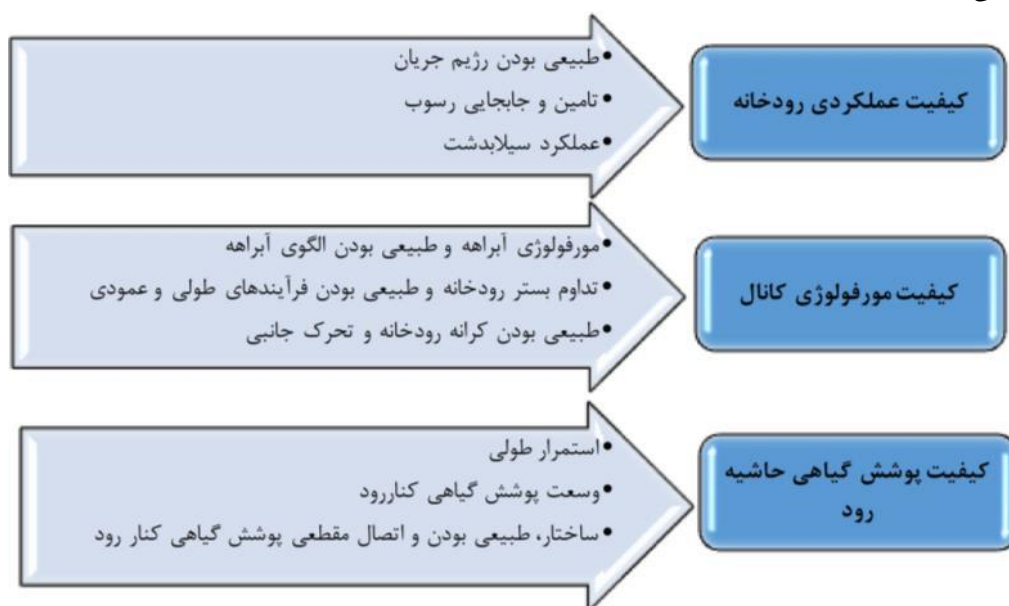 • طبیعی بودن رژیم جریان
• تامین و جابجایی رسوب
• عملکرد سیلابدشت
کیفیت عملکردی رودخانه
• مورفولوژی آبراهه و طبیعی بودن الگوی آبراهه
• تداوم بستر رودخانه و طبیعی بودن فرآیندهای طولی و عمودی
• طبیعی بودن کرانه رودخانه و تحرک جانبی
کیفیت مورفولوژی کانال
• استمرار طولی
• وسعت پوشش گیاهی کناررود
• ساختار، طبیعی بودن و اتصال مقطعی پوشش گیاهی کنار رود
کیفیت پوشش گیاهی حاشیه
رود